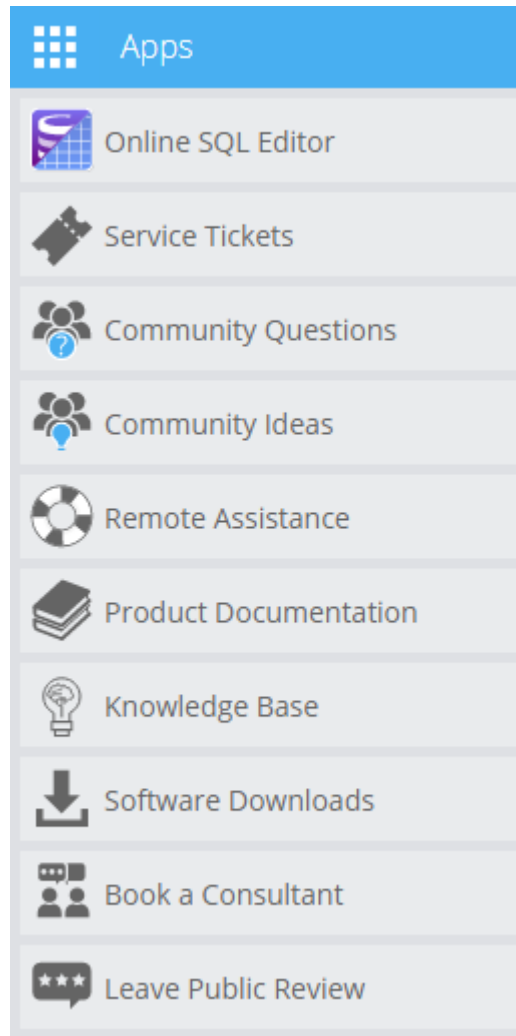 Apps
Online SQL Editor
Service Tickets
Community Questions
?
Community Ideas
Remote Assistance
Product Documentation
Knowledge Base
Software Downloads
Book a Consultant
Leave Public Review